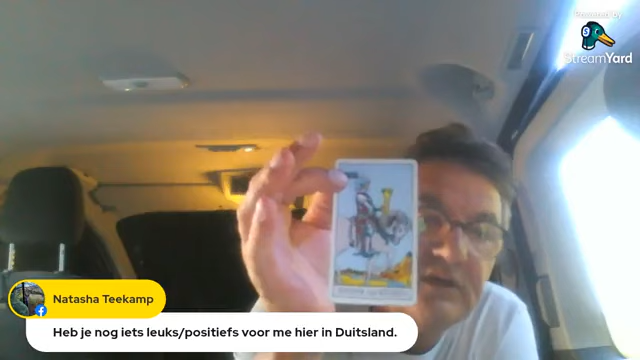 Powered by
StreamYard
Natasha Teekamp
Heb je nog iets leuks/positiefs voor me hier in Duitsland.